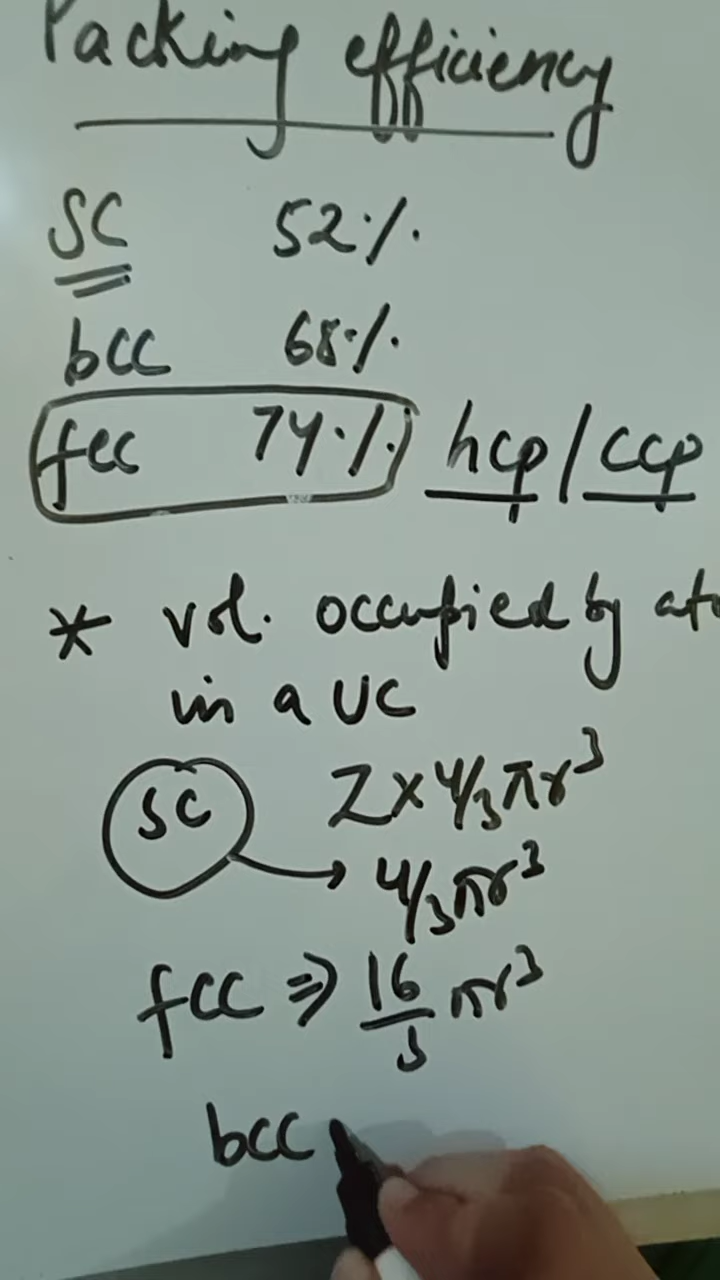 Packing efficiency
SC 52%
bcc 68%
fcc 74% hcp/ccp
* vol. occupied by ato
in a UC
SC Z×4/3πr³
4/3πr³
fcc ⇒ 16/3 πr³
bcc